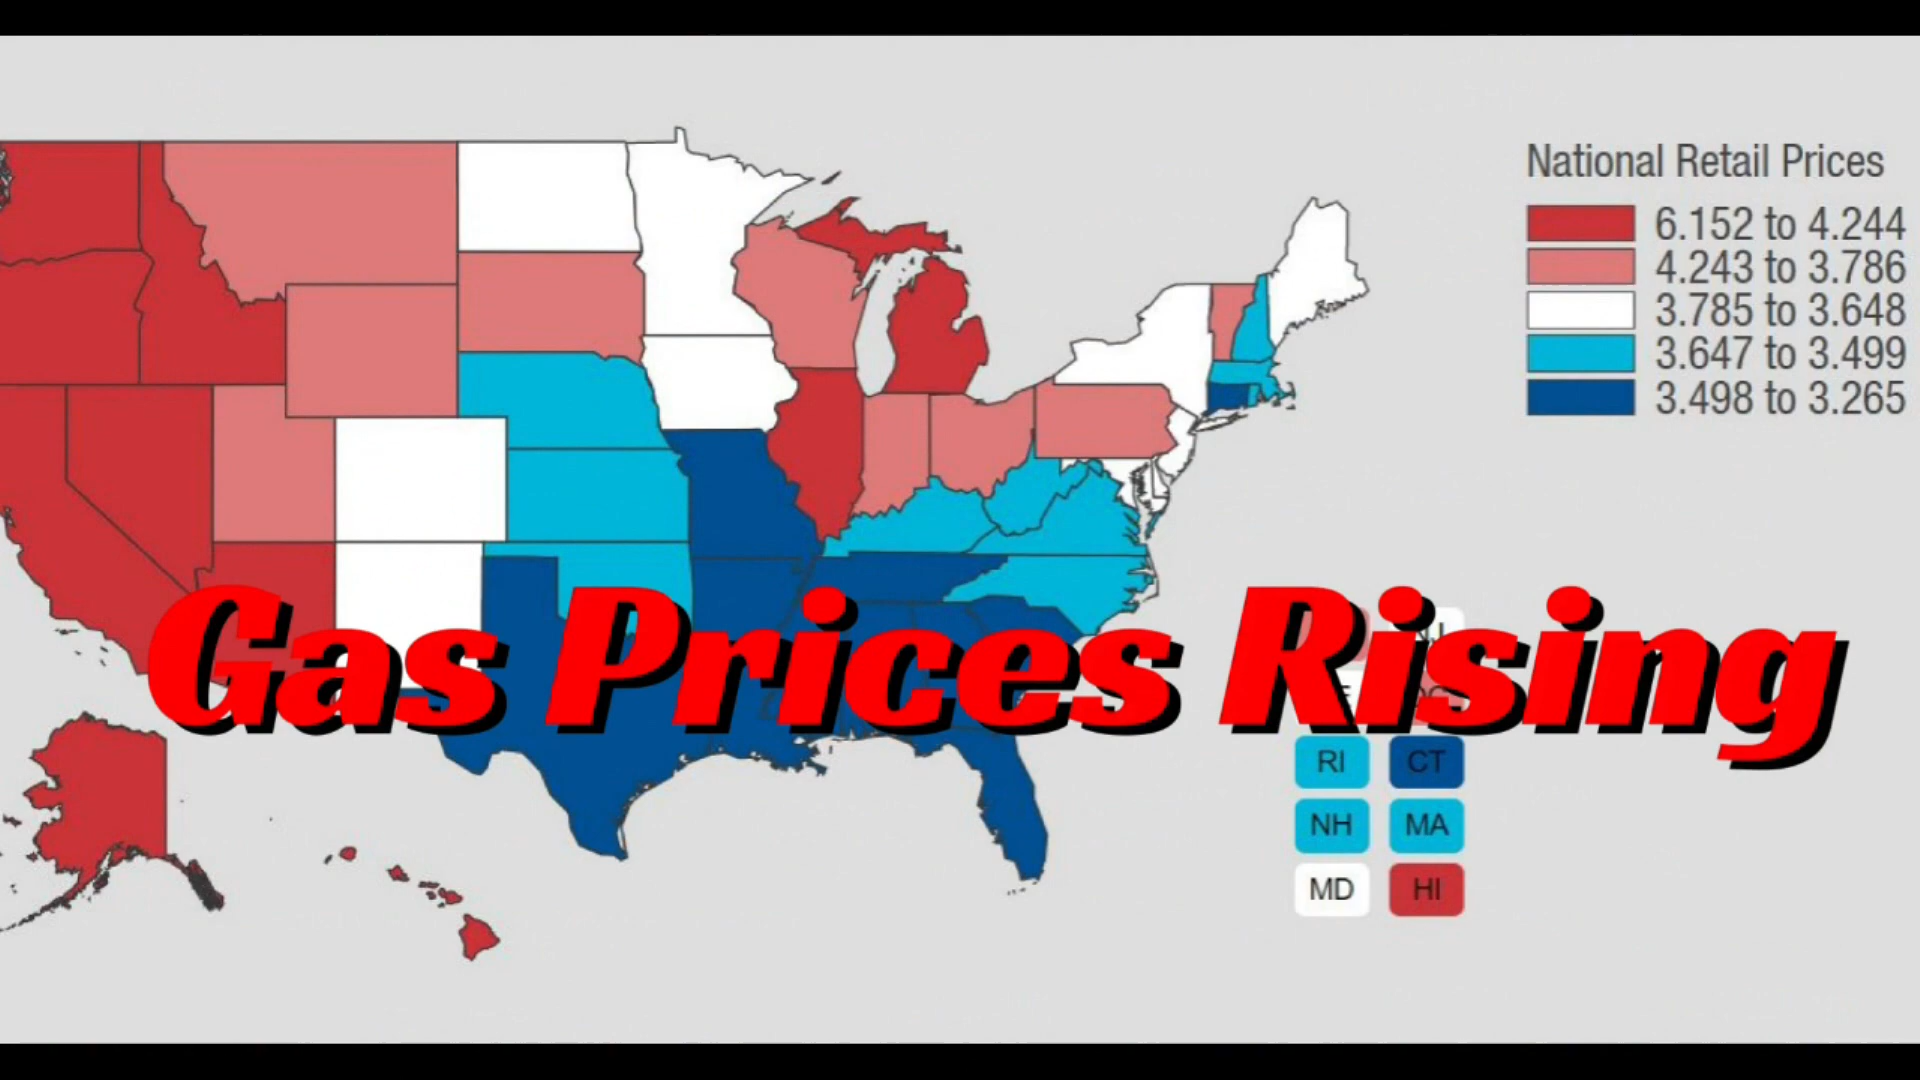 National Retail Prices
6.152 to 4.244
4.243 to 3.786
3.785 to 3.648
3.647 to 3.499
3.498 to 3.265
Gas Prices Rising
RI CT
NH MA
MD HI